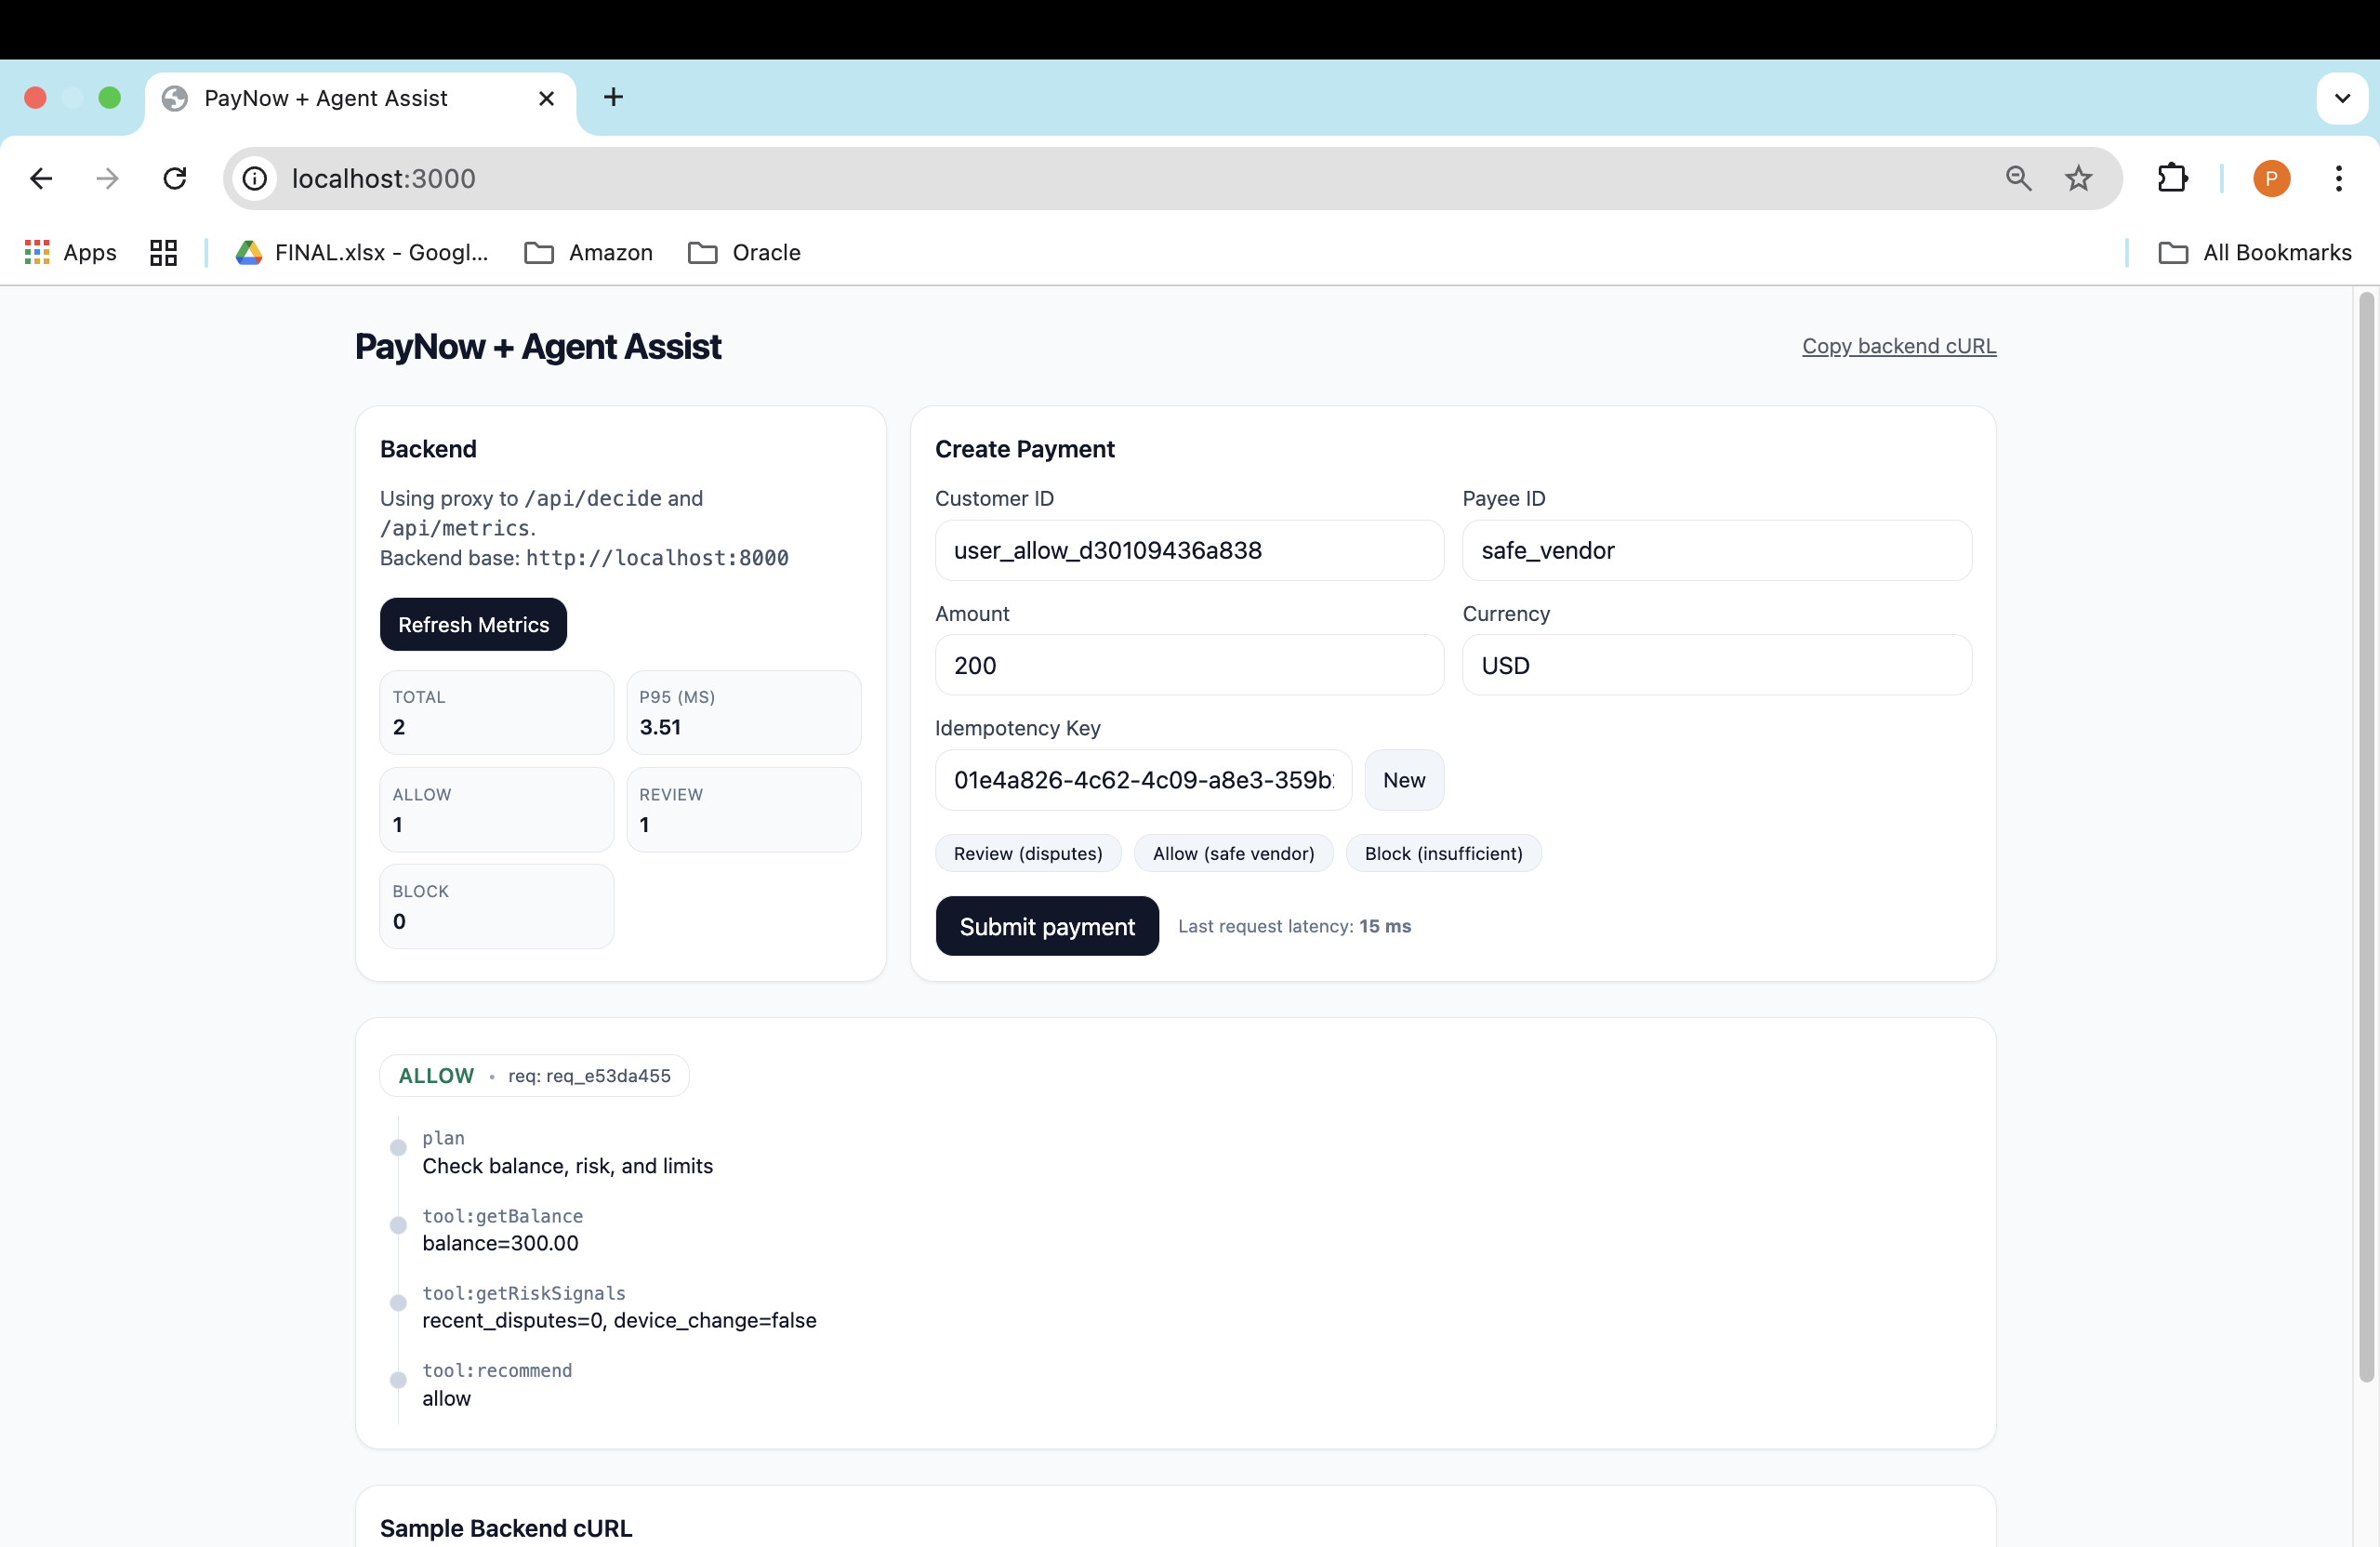 PayNow + Agent Assist
localhost:3000
P
Apps
FINAL.xlsx - Googl...
Amazon
Oracle
All Bookmarks
PayNow + Agent Assist
Copy backend cURL
Backend
Using proxy to /api/decide and
/api/metrics.
Backend base: http://localhost:8000
Refresh Metrics
TOTAL
2
P95 (MS)
3.51
ALLOW
1
REVIEW
1
BLOCK
0
Create Payment
Customer ID
user_allow_d30109436a838
Payee ID
safe_vendor
Amount
200
Currency
USD
Idempotency Key
01e4a826-4c62-4c09-a8e3-359b
New
Review (disputes)
Allow (safe vendor)
Block (insufficient)
Submit payment
Last request latency: 15 ms
ALLOW • req: req_e53da455
plan
Check balance, risk, and limits
tool:getBalance
balance=300.00
tool:getRiskSignals
recent_disputes=0, device_change=false
tool:recommend
allow
Sample Backend cURL